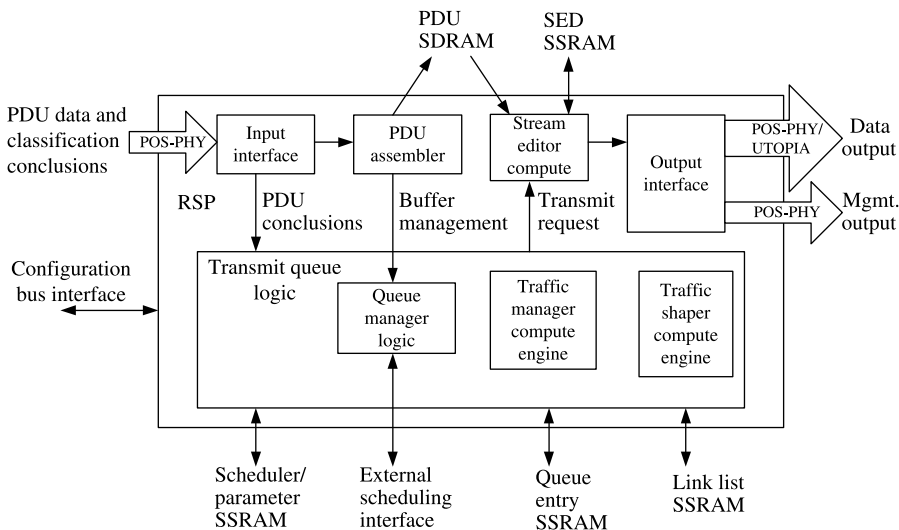 PDU
SDRAM
SED
SSRAM
PDU data and
classification
conclusions
POS-PHY
Input
interface
PDU
assembler
Stream
editor
compute
Output
interface
POS-PHY/
UTOPIA
Data
output
POS-PHY
Mgmt.
output
RSP
PDU
conclusions
Buffer
management
Transmit
request
Configuration
bus interface
Transmit queue
logic
Queue
manager
logic
Traffic
manager
compute
engine
Traffic
shaper
compute
engine
Scheduler/
parameter
SSRAM
External
scheduling
interface
Queue
entry
SSRAM
Link list
SSRAM